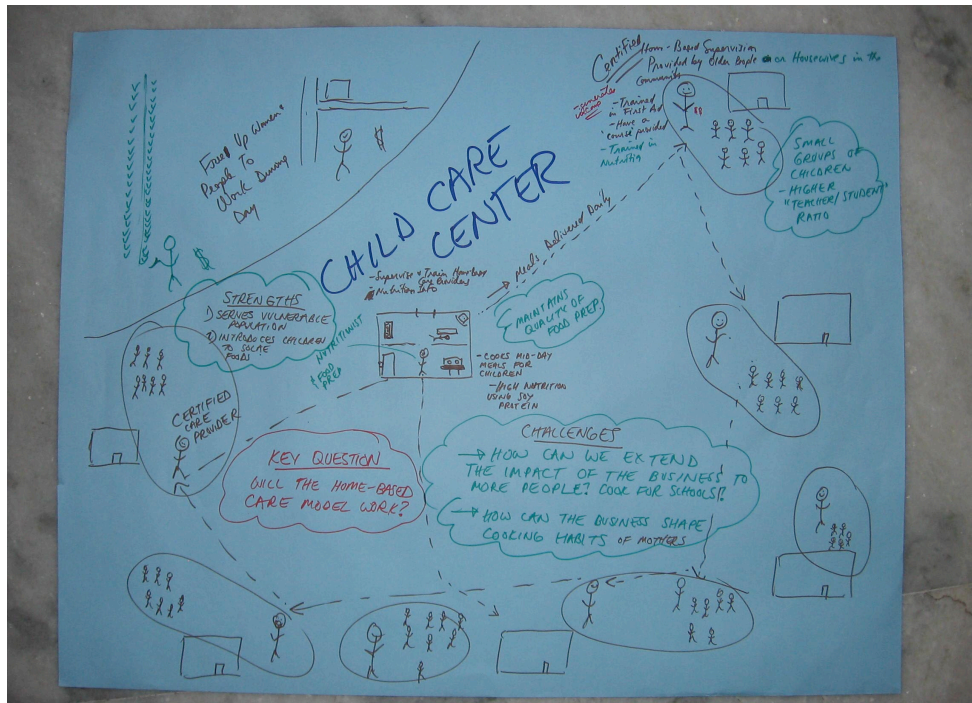 Certified
Home-Based Supervision
Provided by Older People or Housewives in the
Community
Generates
Income
- Trained
in First Aid
- Have a
course provided
- Trained in
Nutrition
SMALL
GROUPS OF
CHILDREN
- HIGHER
"TEACHER/STUDENT"
RATIO
Up Women
People To
Work During
Day
$
$
CHILD CARE
CENTER
Meals Delivered Daily
- Supervise & Train Home-based
Care Providers
Nutrition Info
STRENGTHS
1) SERVES VULNERABLE
POPULATION
2) INTRODUCES CHILDREN
TO SOLAE
FOODS
NUTRITIONIST
+ FOOD
PREP
MAINTAINS
QUALITY OF
FOOD PREP.
- COOKS MID-DAY
MEALS FOR
CHILDREN
- HIGH NUTRITION
USING SOY
PROTEIN
CERTIFIED
CARE
PROVIDER
KEY QUESTION
WILL THE HOME-BASED
CARE MODEL WORK?
CHALLENGES
→ HOW CAN WE EXTEND
THE IMPACT OF THE BUSINESS TO
MORE PEOPLE? COOK FOR SCHOOLS?
→ HOW CAN THE BUSINESS SHAPE
COOKING HABITS OF MOTHERS